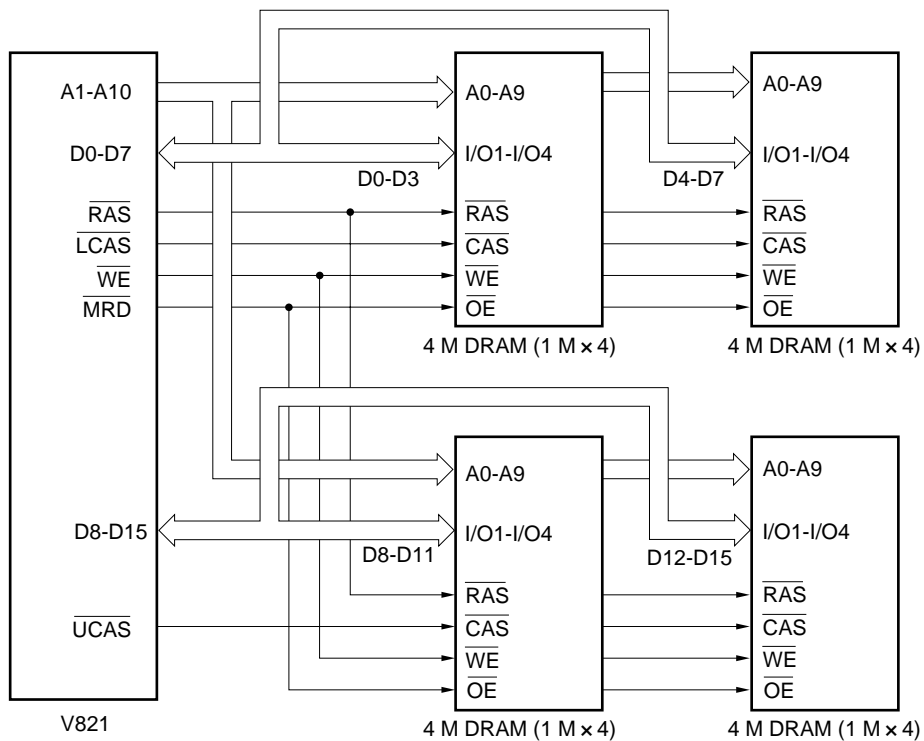 A1-A10
D0-D7
RAS
LCAS
WE
MRD
D8-D15
UCAS
V821
A0-A9
I/O1-I/O4
D0-D3
RAS
CAS
WE
OE
4 M DRAM (1 M × 4)
A0-A9
I/O1-I/O4
D4-D7
RAS
CAS
WE
OE
4 M DRAM (1 M × 4)
A0-A9
I/O1-I/O4
D8-D11
RAS
CAS
WE
OE
4 M DRAM (1 M × 4)
A0-A9
I/O1-I/O4
D12-D15
RAS
CAS
WE
OE
4 M DRAM (1 M × 4)